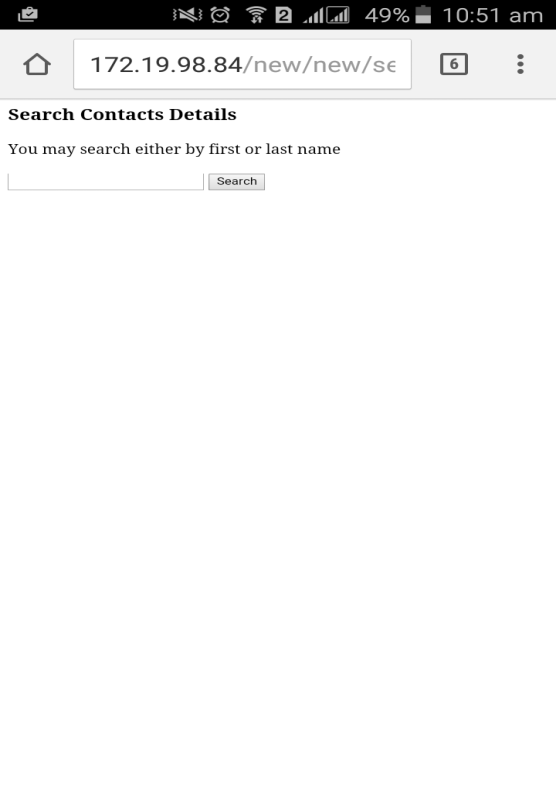 2 49% 10:51 am
172.19.98.84/new/new/se
6
Search Contacts Details
You may search either by first or last name
Search